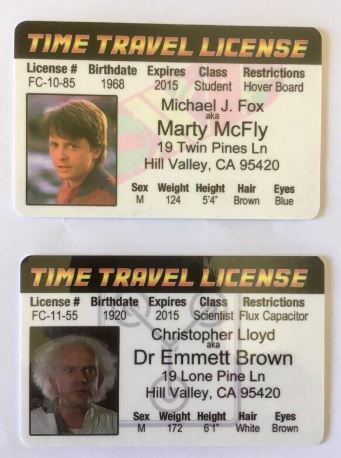 TIME TRAVEL LICENSE
License # Birthdate Expires Class Restrictions
FC-10-85 1968 2015 Student Hover Board
Michael J. Fox
aka
Marty McFly
19 Twin Pines Ln
Hill Valley, CA 95420
Sex Weight Height Hair Eyes
M 124 5'4" Brown Blue
TIME TRAVEL LICENSE
License # Birthdate Expires Class Restrictions
FC-11-55 1920 2015 Scientist Flux Capacitor
Christopher Lloyd
aka
Dr Emmett Brown
19 Lone Pine Ln
Hill Valley, CA 95420
Sex Weight Height Hair Eyes
M 172 6'1" White Brown